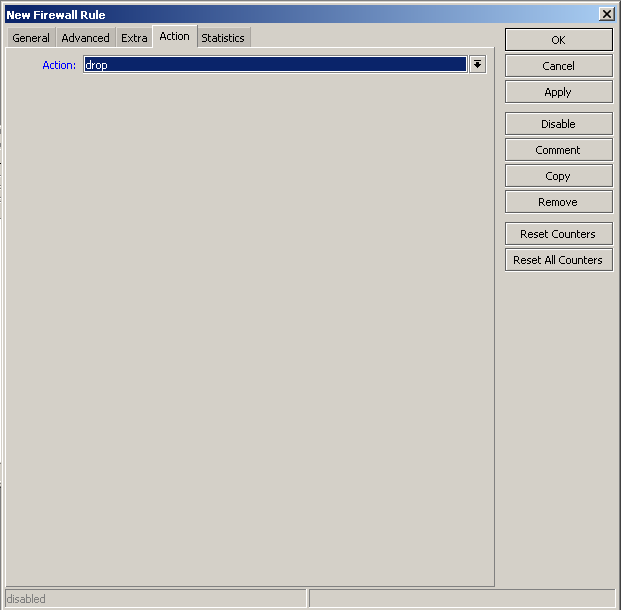 New Firewall Rule
General Advanced Extra Action Statistics
Action: drop
OK
Cancel
Apply
Disable
Comment
Copy
Remove
Reset Counters
Reset All Counters
disabled